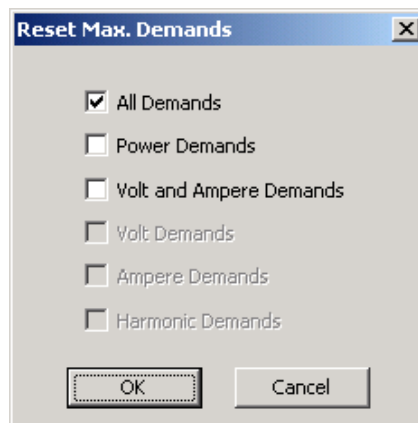 Reset Max. Demands
All Demands
Power Demands
Volt and Ampere Demands
Volt Demands
Ampere Demands
Harmonic Demands
OK Cancel